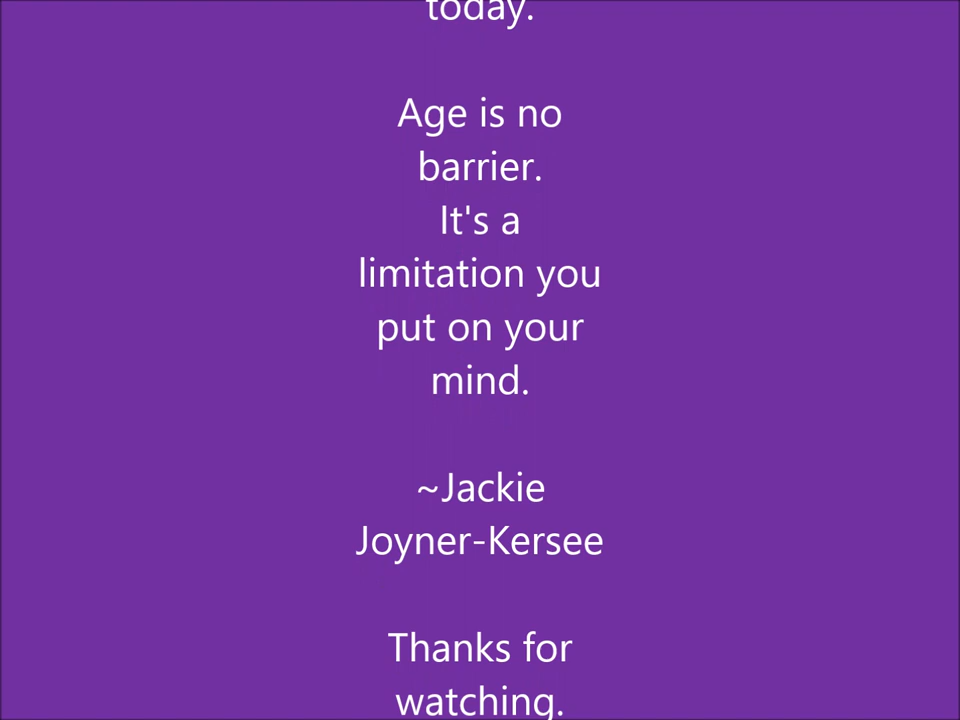 today.
Age is no
barrier.
It's a
limitation you
put on your
mind.
~Jackie
Joyner-Kersee
Thanks for
watching.